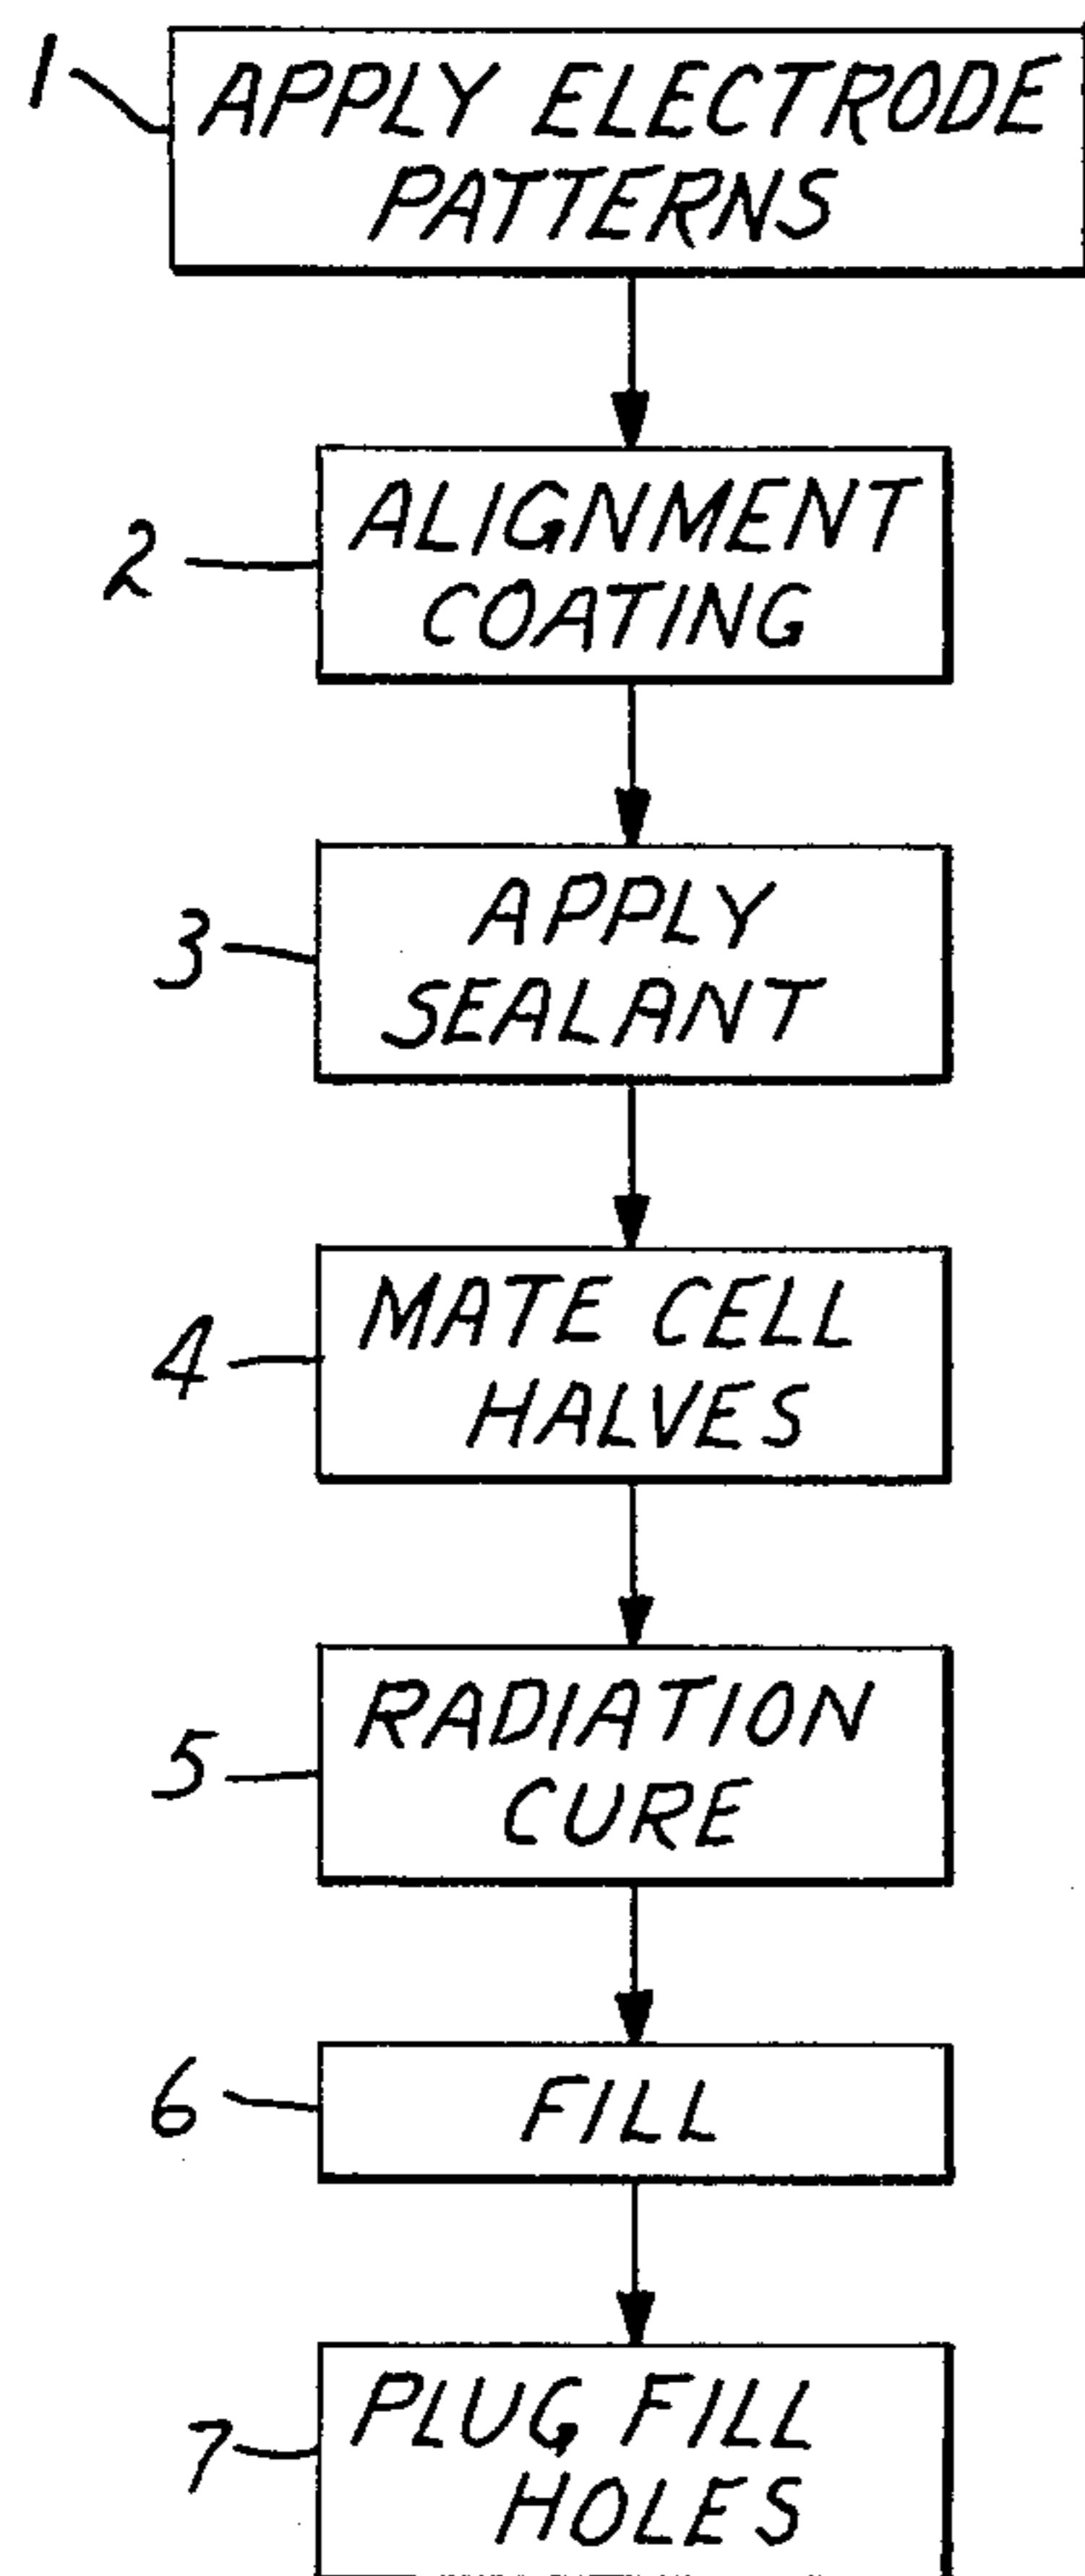 1
APPLY ELECTRODE
PATTERNS
2
ALIGNMENT
COATING
3
APPLY
SEALANT
4
MATE CELL
HALVES
5
RADIATION
CURE
6
FILL
7
PLUG FILL
HOLES